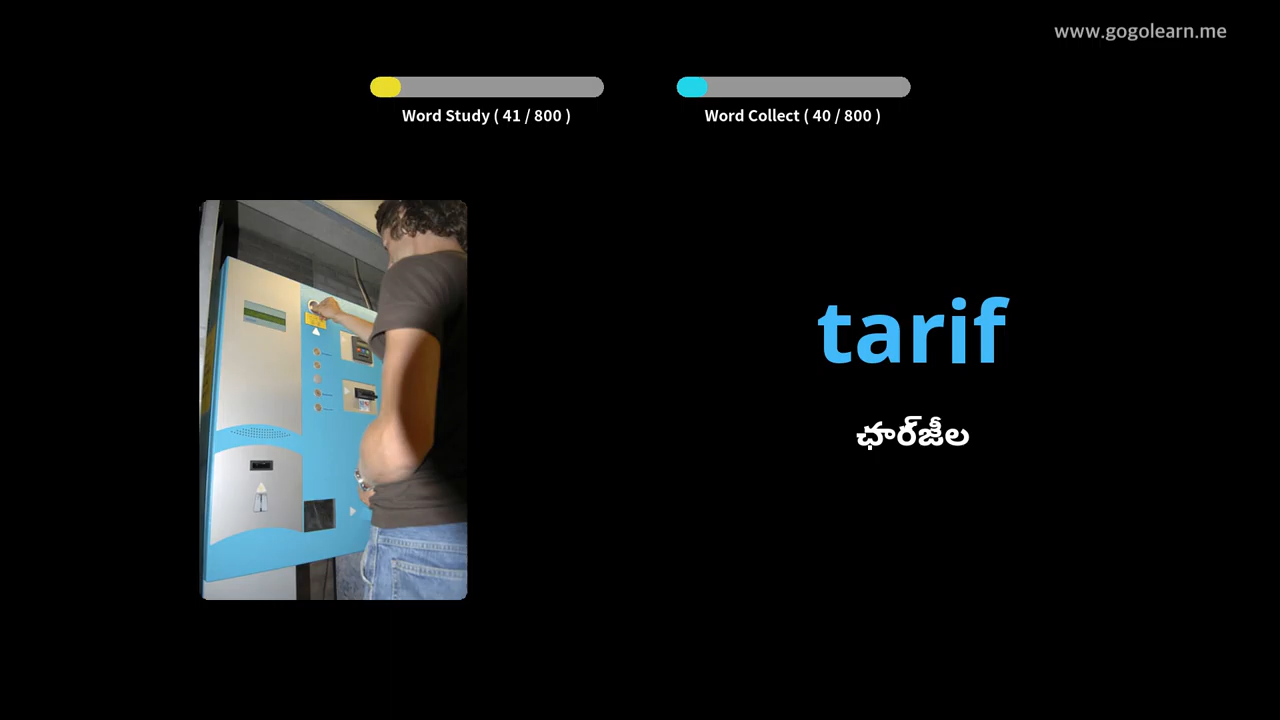 www.gogolearn.me
Word Study ( 41 / 800 )
Word Collect ( 40 / 800 )
tarif
ఛార్‌జీల